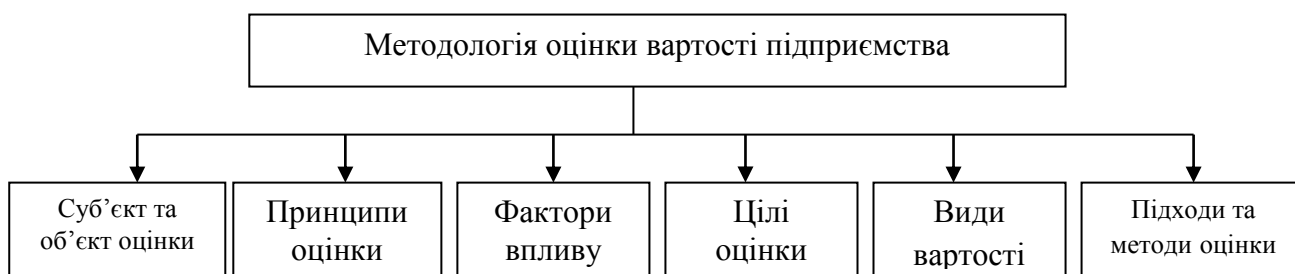 Методологія оцінки вартості підприємства
Суб’єкт та
об’єкт оцінки
Принципи
оцінки
Фактори
впливу
Цілі
оцінки
Види
вартості
Підходи та
методи оцінки